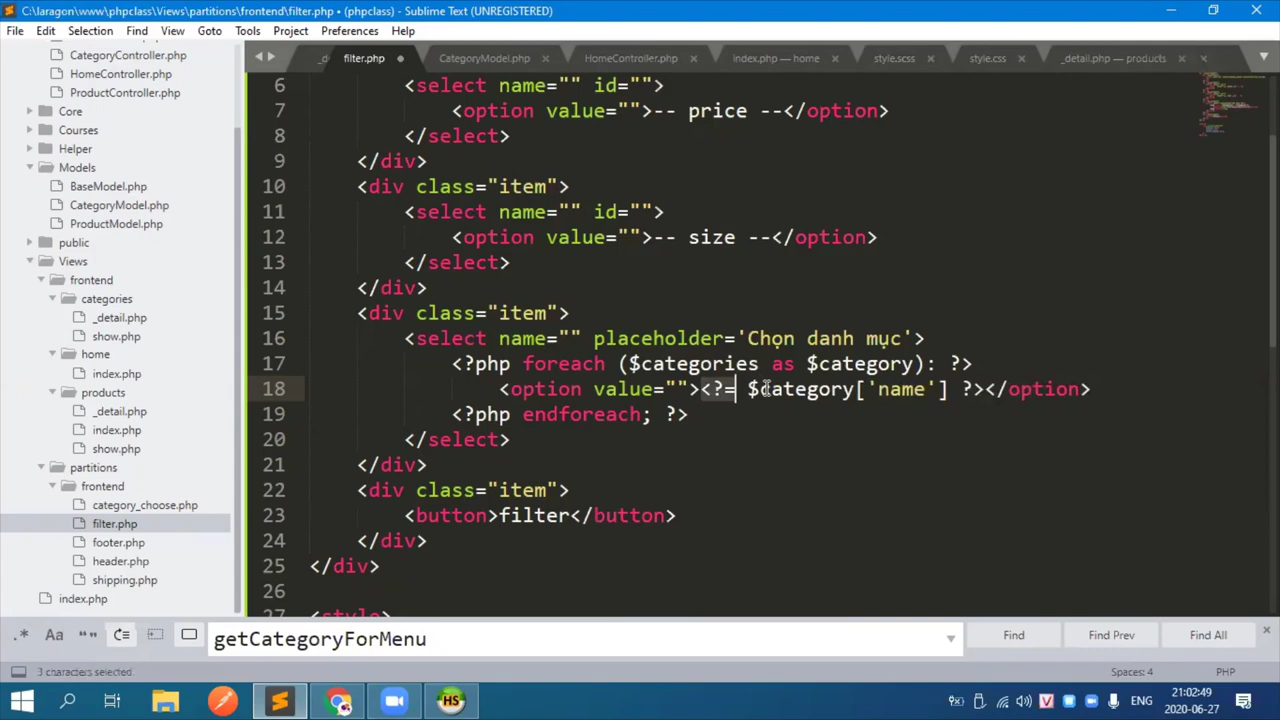 C:\laragon\www\phpclass\Views\partitions\frontend\filter.php • (phpclass) - Sublime Text (UNREGISTERED)
File Edit Selection Find View Goto Tools Project Preferences Help
CategoryController.php
HomeController.php
ProductController.php
Core
Courses
Helper
Models
BaseModel.php
CategoryModel.php
ProductModel.php
public
Views
frontend
categories
_detail.php
show.php
home
index.php
products
_detail.php
index.php
show.php
partitions
frontend
category_choose.php
filter.php
footer.php
header.php
shipping.php
index.php
_d filter.php CategoryModel.php HomeController.php index.php — home style.scss style.css _detail.php — products
6 <select name="" id="">
7 <option value="">-- price --</option>
8 </select>
9 </div>
10 <div class="item">
11 <select name="" id="">
12 <option value="">-- size --</option>
13 </select>
14 </div>
15 <div class="item">
16 <select name="" placeholder='Chọn danh mục'>
17 <?php foreach ($categories as $category): ?>
18 <option value=""><?= $category['name'] ?></option>
19 <?php endforeach; ?>
20 </select>
21 </div>
22 <div class="item">
23 <button>filter</button>
24 </div>
25 </div>
26
27 <style>
.* Aa “” getCategoryForMenu Find Find Prev Find All
3 characters selected Spaces: 4 PHP
HS V ENG 21:02:49
2020-06-27